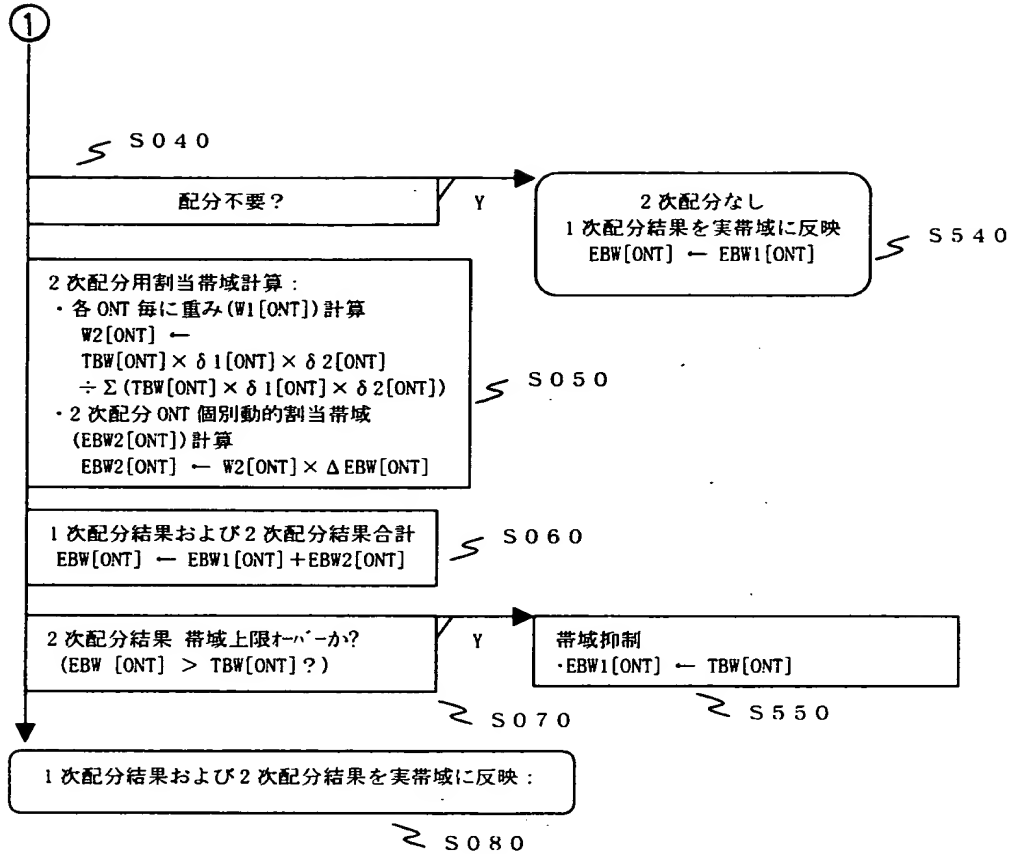 ①
S040
配分不要?
Y
2次配分なし
1次配分結果を実帯域に反映
EBW[ONT] ← EBW1[ONT]
S540
2次配分用割当帯域計算:
・各ONT毎に重み(W1[ONT])計算
W2[ONT] ←
TBW[ONT]×δ1[ONT]×δ2[ONT]
÷Σ(TBW[ONT]×δ1[ONT]×δ2[ONT])
・2次配分ONT個別動的割当帯域
(EBW2[ONT])計算
EBW2[ONT] ← W2[ONT]×ΔEBW[ONT]
S050
1次配分結果および2次配分結果合計
EBW[ONT] ← EBW1[ONT]+EBW2[ONT]
S060
2次配分結果 帯域上限オーバーか?
(EBW [ONT] > TBW[ONT]?)
Y
S070
帯域抑制
・EBW1[ONT] ← TBW[ONT]
S550
1次配分結果および2次配分結果を実帯域に反映:
S080